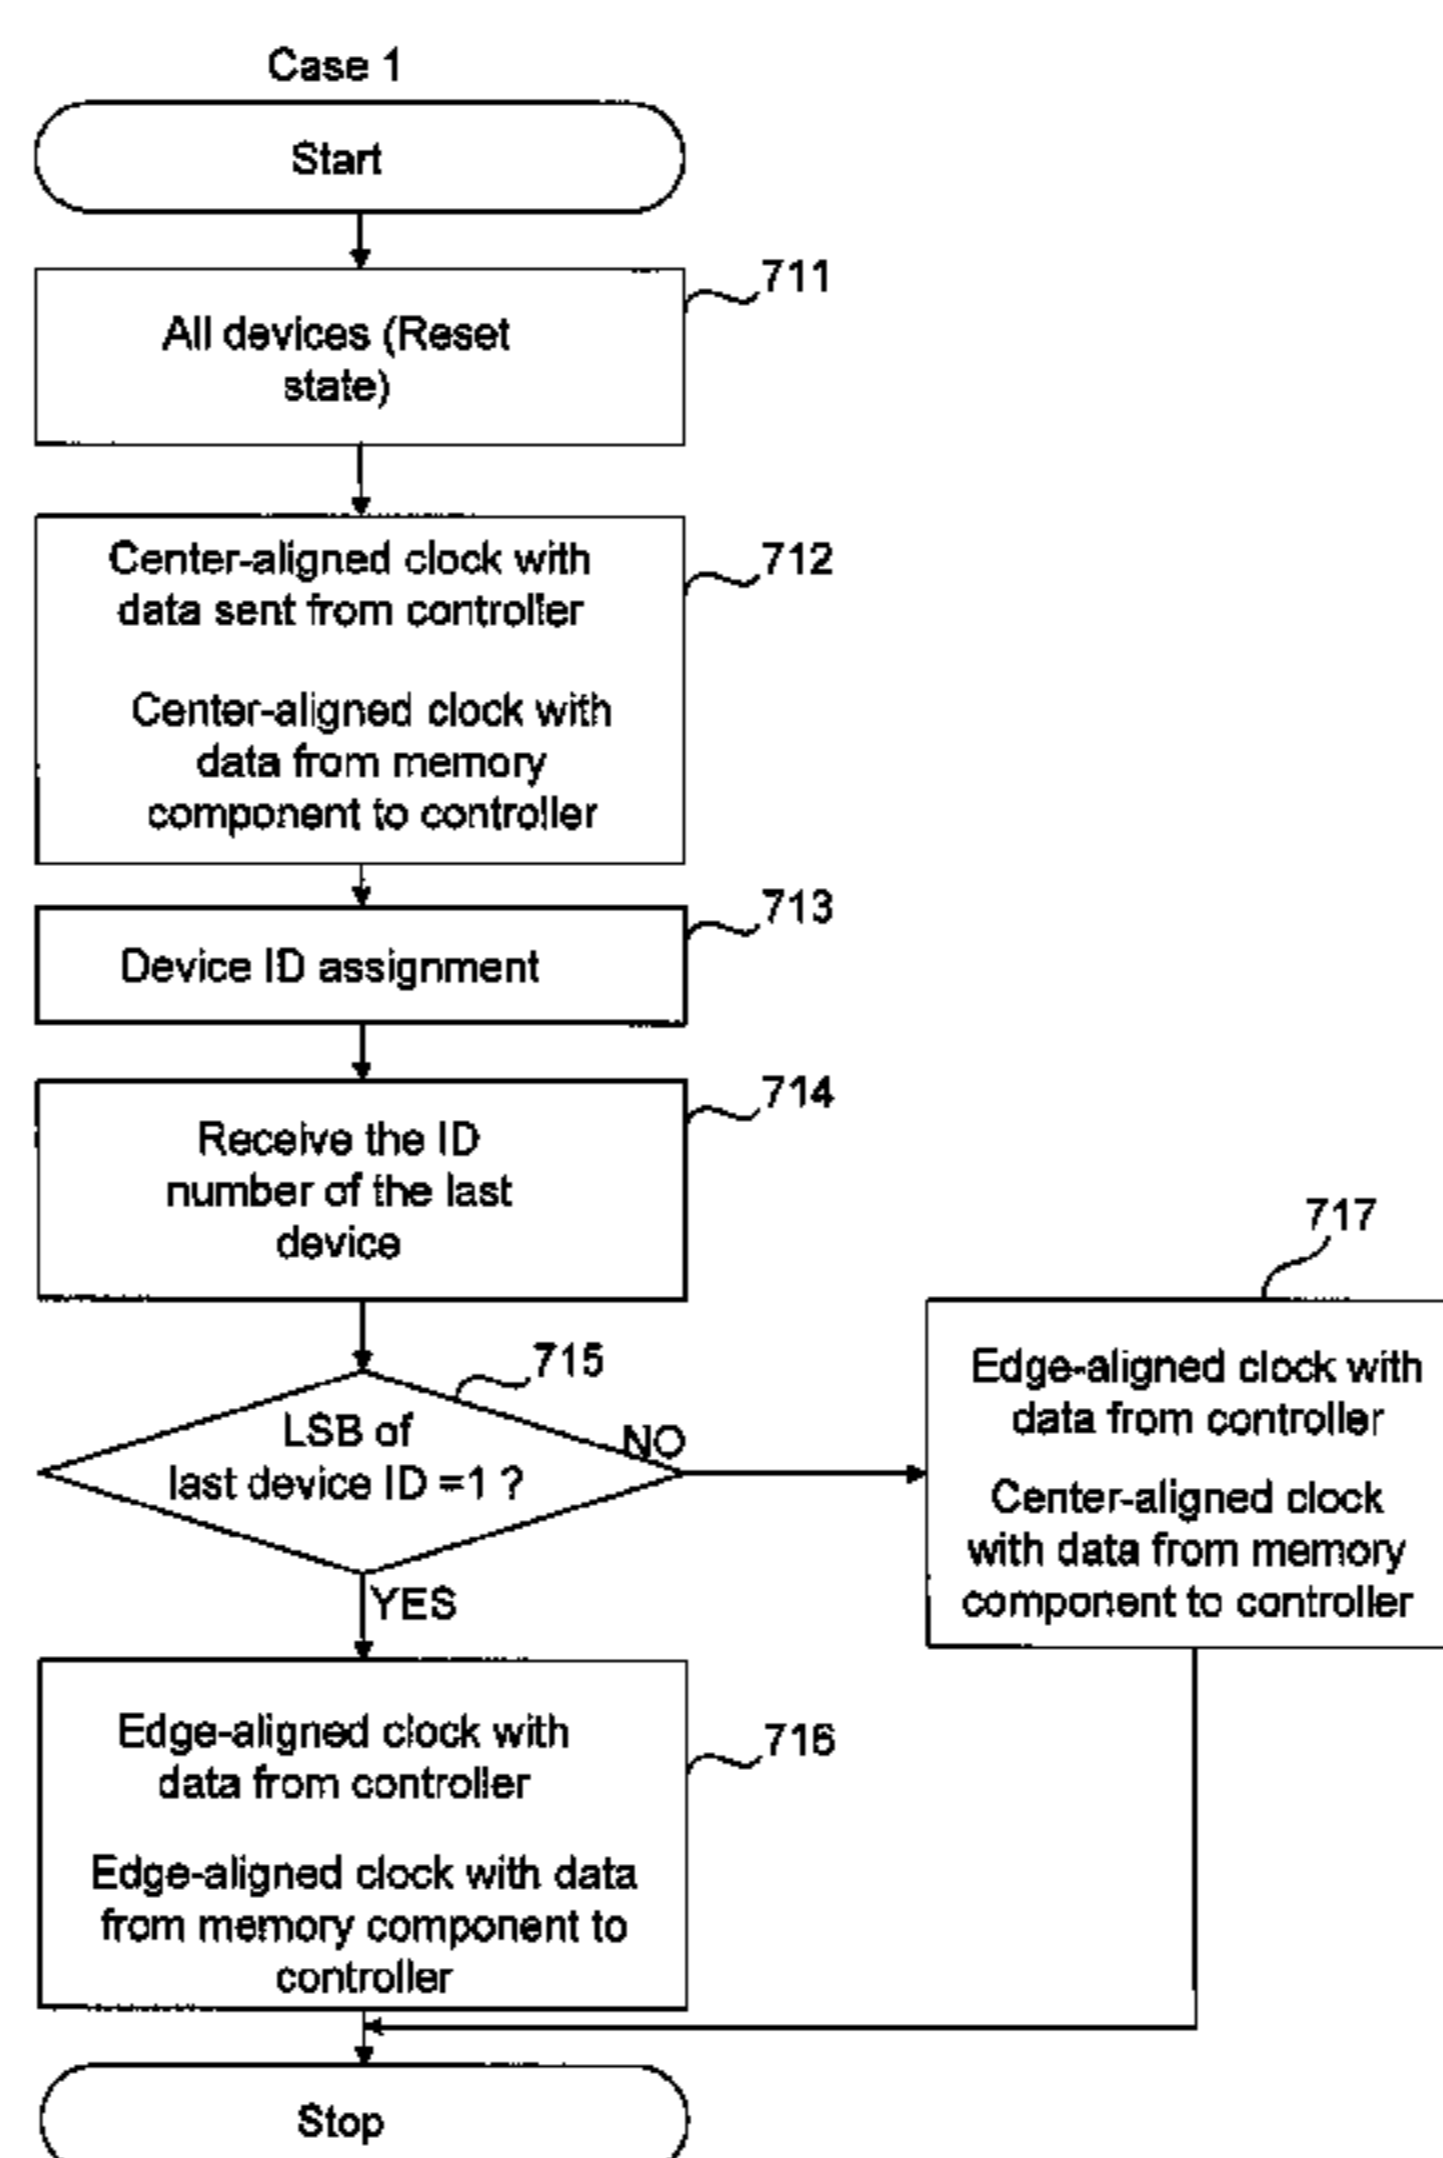 Case 1
Start
711
All devices (Reset
state)
712
Center-aligned clock with
data sent from controller
Center-aligned clock with
data from memory
component to controller
713
Device ID assignment
714
Receive the ID
number of the last
device
715
LSB of
last device ID =1 ?
NO
YES
717
Edge-aligned clock with
data from controller
Center-aligned clock
with data from memory
component to controller
716
Edge-aligned clock with
data from controller
Edge-aligned clock with data
from memory component to
controller
Stop